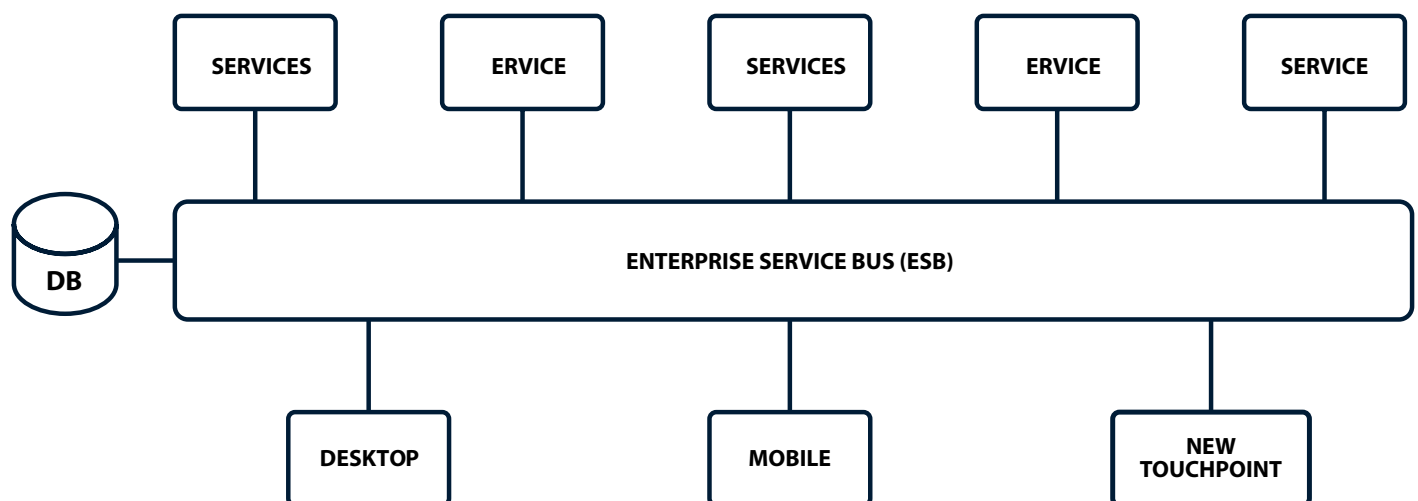 SERVICES
ERVICE
SERVICES
ERVICE
SERVICE
DB
ENTERPRISE SERVICE BUS (ESB)
DESKTOP
MOBILE
NEW
TOUCHPOINT